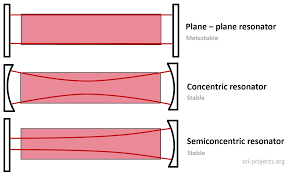 Plane – plane resonator
Metastable
Concentric resonator
Stable
Semiconcentric resonator
Stable
sci-projects.org